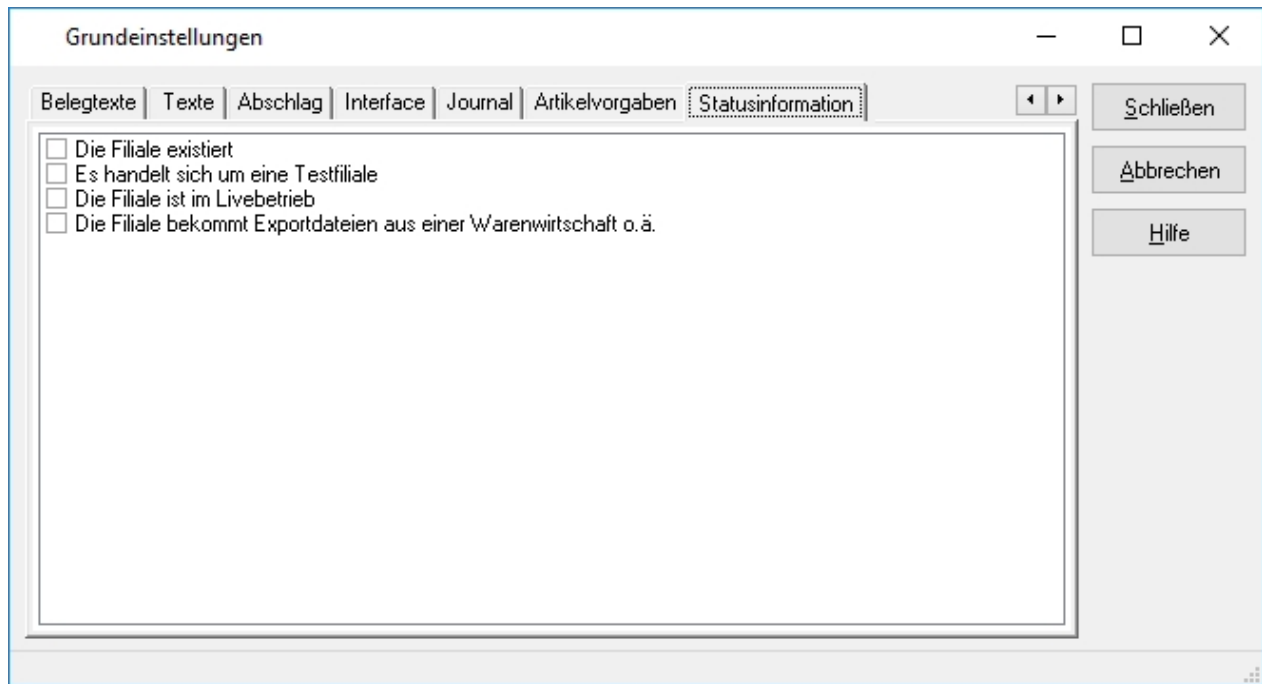 Grundeinstellungen
Belegtexte Texte Abschlag Interface Journal Artikelvorgaben Statusinformation
Schließen
Die Filiale existiert
Es handelt sich um eine Testfiliale
Abbrechen
Die Filiale ist im Livebetrieb
Die Filiale bekommt Exportdateien aus einer Warenwirtschaft o.ä.
Hilfe